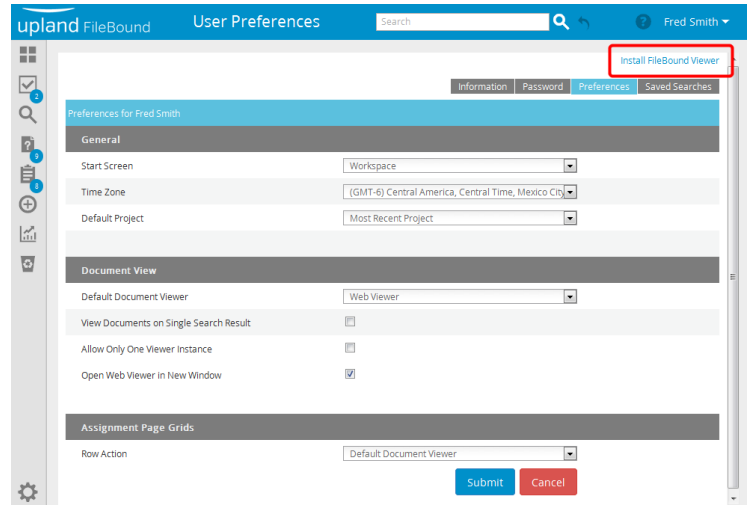 upland FileBound User Preferences Search ? Fred Smith
Install FileBound Viewer
Information Password Preferences Saved Searches
Preferences for Fred Smith
General
Start Screen Workspace
Time Zone (GMT-6) Central America, Central Time, Mexico City
Default Project Most Recent Project
Document View
Default Document Viewer Web Viewer
View Documents on Single Search Result
Allow Only One Viewer Instance
Open Web Viewer in New Window
Assignment Page Grids
Row Action Default Document Viewer
Submit Cancel
2
?
9
8